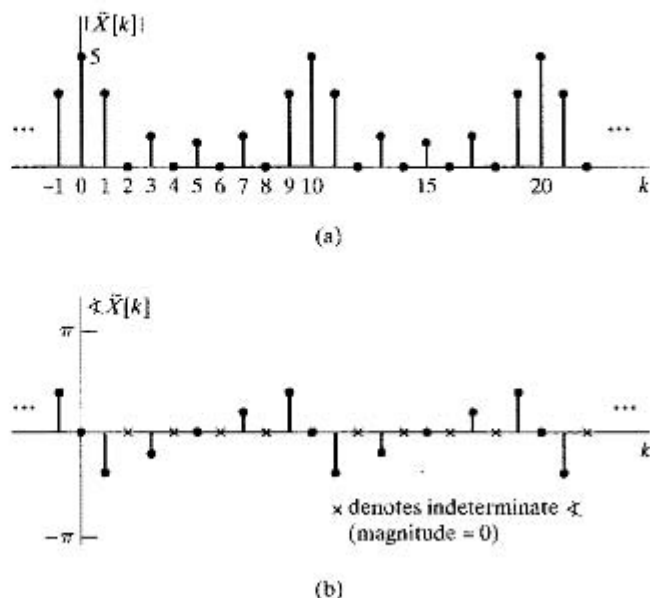 |X̃[k]|
5
... ...
-1 0 1 2 3 4 5 6 7 8 9 10 15 20 k
(a)
∢X̃[k]
π
... ...
k
× denotes indeterminate ∢
(magnitude = 0)
-π
(b)